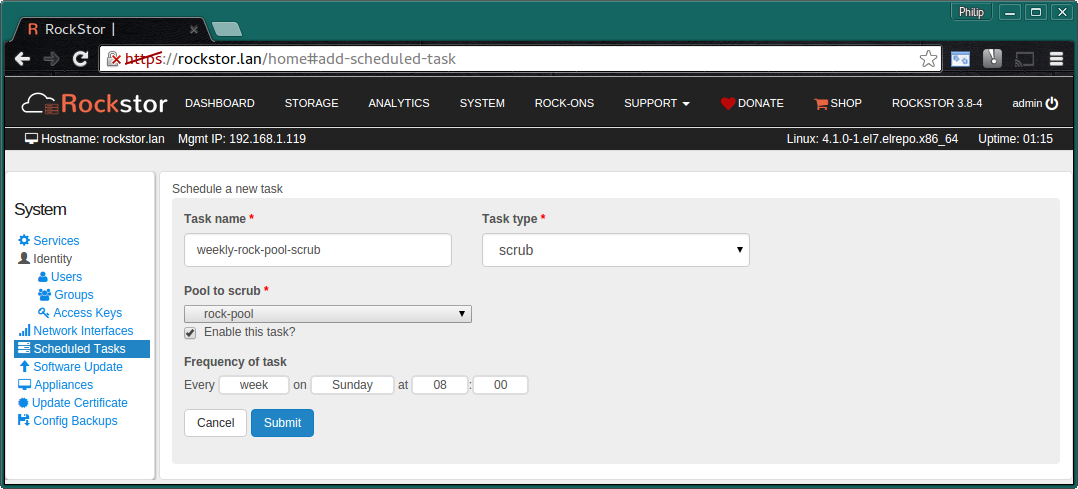 Philip
R RockStor |
https://rockstor.lan/home#add-scheduled-task
Rockstor DASHBOARD STORAGE ANALYTICS SYSTEM ROCK-ONS SUPPORT DONATE SHOP ROCKSTOR 3.8-4 admin
Hostname: rockstor.lan Mgmt IP: 192.168.1.119 Linux: 4.1.0-1.el7.elrepo.x86_64 Uptime: 01:15
System
Services
Identity
Users
Groups
Access Keys
Network Interfaces
Scheduled Tasks
Software Update
Appliances
Update Certificate
Config Backups
Schedule a new task
Task name * Task type *
weekly-rock-pool-scrub scrub
Pool to scrub *
rock-pool
Enable this task?
Frequency of task
Every week on Sunday at 08 : 00
Cancel Submit